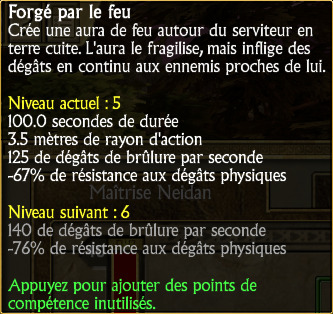 Forgé par le feu
Crée une aura de feu autour du serviteur en
terre cuite. L'aura le fragilise, mais inflige des
dégâts en continu aux ennemis proches de lui.
Niveau actuel : 5
100.0 secondes de durée
3.5 mètres de rayon d'action
125 de dégâts de brûlure par seconde
-67% de résistance aux dégâts physiques
Maîtrise Neidan
Niveau suivant : 6
140 de dégâts de brûlure par seconde
-76% de résistance aux dégâts physiques
Appuyez pour ajouter des points de
compétence inutilisés.